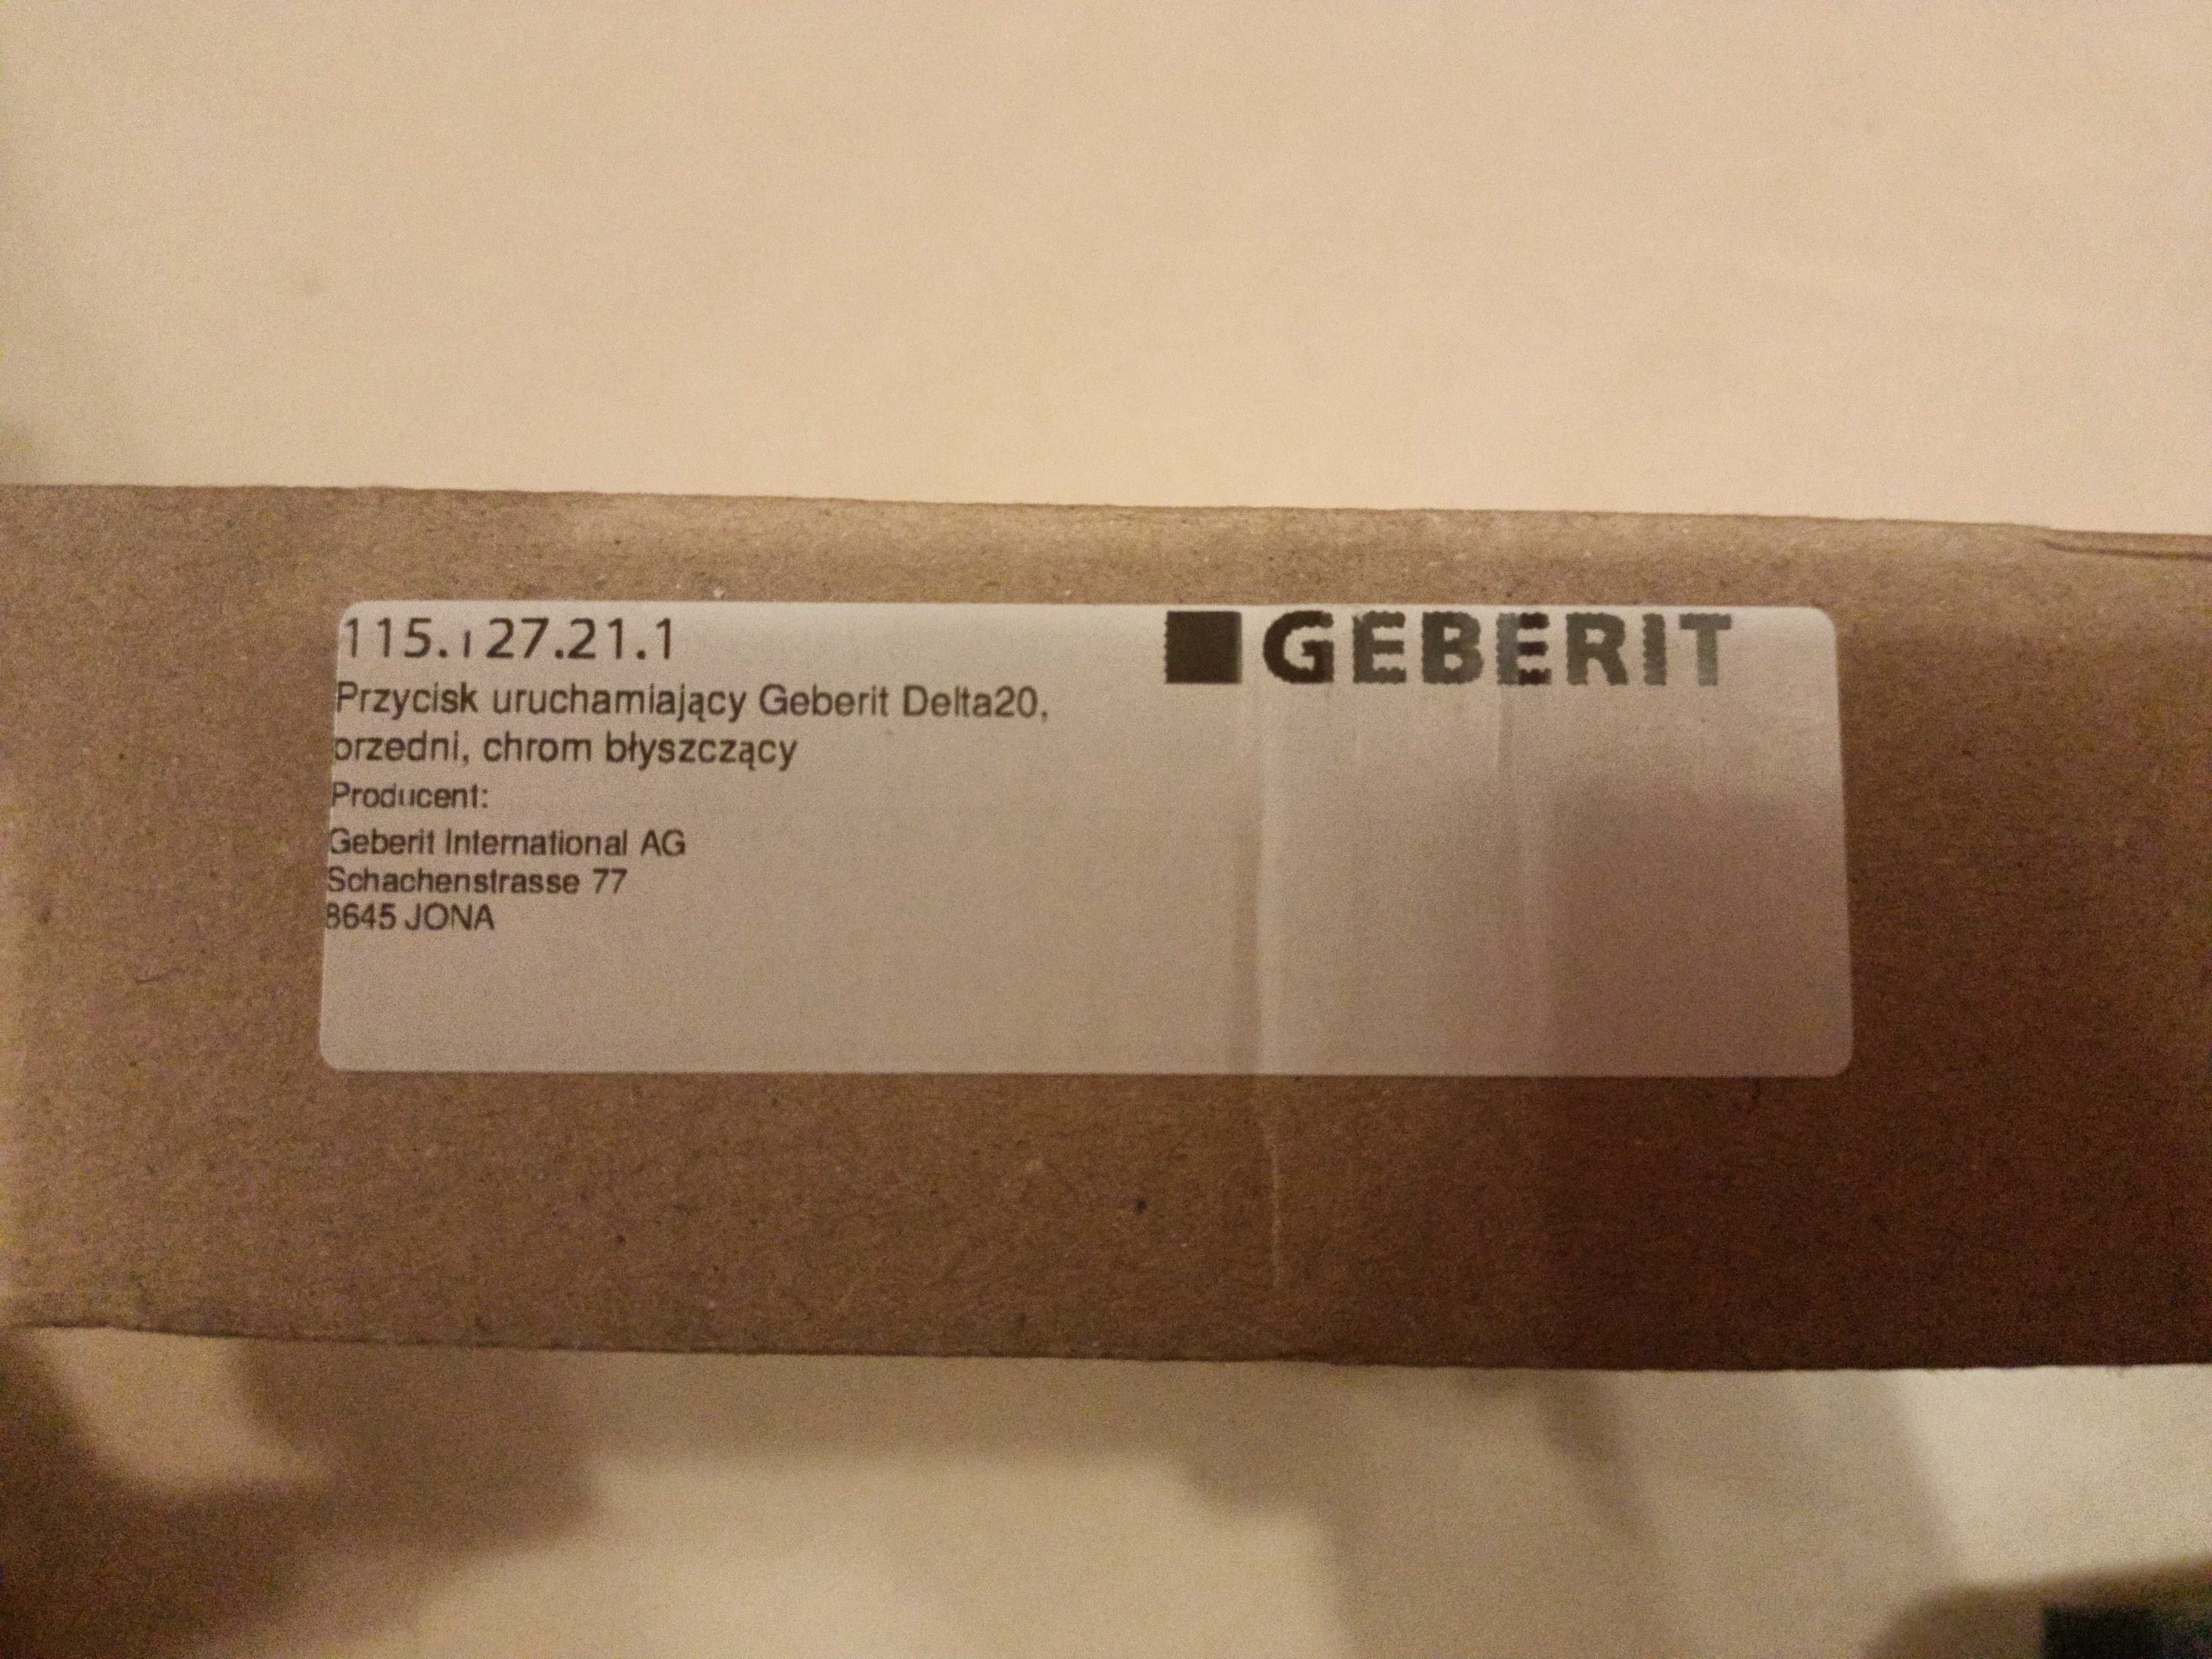 115.127.21.1
GEBERIT
Przycisk uruchamiający Geberit Delta20,
przedni, chrom błyszczący
Producent:
Geberit International AG
Schachenstrasse 77
8645 JONA